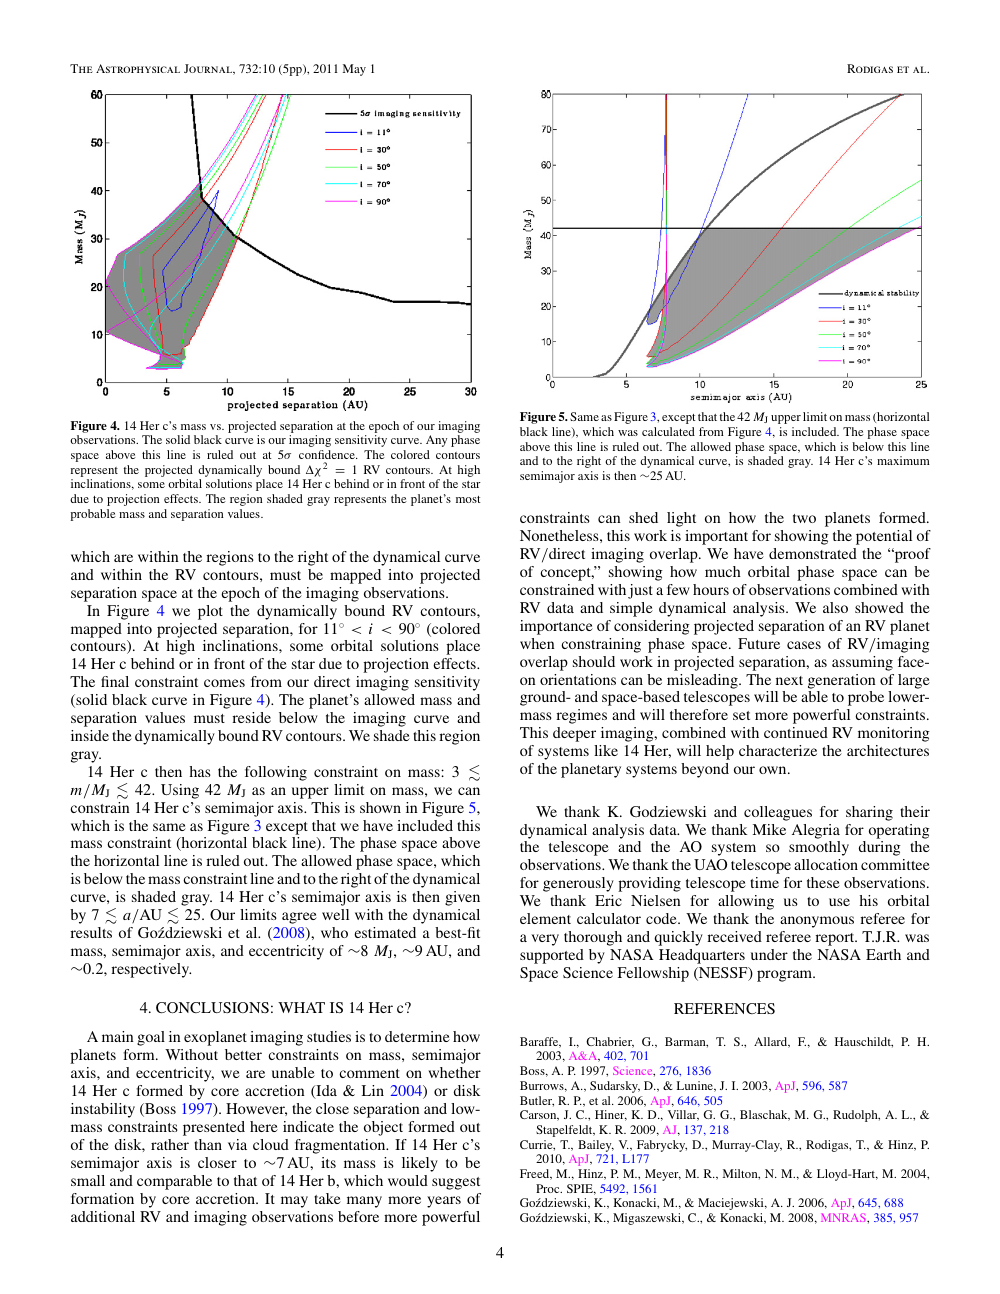 THE ASTROPHYSICAL JOURNAL, 732:10 (5pp), 2011 May 1
RODIGAS ET AL.
60
50
40
30
20
10
0
0
5
10
15
20
25
30
Mass (MJ)
projected separation (AU)
5σ imaging sensitivity
i = 11°
i = 30°
i = 50°
i = 70°
i = 90°
Figure 4. 14 Her c’s mass vs. projected separation at the epoch of our imaging
observations. The solid black curve is our imaging sensitivity curve. Any phase
space above this line is ruled out at 5σ confidence. The colored contours
represent the projected dynamically bound Δχ² = 1 RV contours. At high
inclinations, some orbital solutions place 14 Her c behind or in front of the star
due to projection effects. The region shaded gray represents the planet’s most
probable mass and separation values.
which are within the regions to the right of the dynamical curve
and within the RV contours, must be mapped into projected
separation space at the epoch of the imaging observations.
In Figure 4 we plot the dynamically bound RV contours,
mapped into projected separation, for 11° < i < 90° (colored
contours). At high inclinations, some orbital solutions place
14 Her c behind or in front of the star due to projection effects.
The final constraint comes from our direct imaging sensitivity
(solid black curve in Figure 4). The planet’s allowed mass and
separation values must reside below the imaging curve and
inside the dynamically bound RV contours. We shade this region
gray.
14 Her c then has the following constraint on mass: 3 ≲
m/MJ ≲ 42. Using 42 MJ as an upper limit on mass, we can
constrain 14 Her c’s semimajor axis. This is shown in Figure 5,
which is the same as Figure 3 except that we have included this
mass constraint (horizontal black line). The phase space above
the horizontal line is ruled out. The allowed phase space, which
is below the mass constraint line and to the right of the dynamical
curve, is shaded gray. 14 Her c’s semimajor axis is then given
by 7 ≲ a/AU ≲ 25. Our limits agree well with the dynamical
results of Goździewski et al. (2008), who estimated a best-fit
mass, semimajor axis, and eccentricity of ~8 MJ, ~9 AU, and
~0.2, respectively.
4. CONCLUSIONS: WHAT IS 14 Her c?
A main goal in exoplanet imaging studies is to determine how
planets form. Without better constraints on mass, semimajor
axis, and eccentricity, we are unable to comment on whether
14 Her c formed by core accretion (Ida & Lin 2004) or disk
instability (Boss 1997). However, the close separation and low-
mass constraints presented here indicate the object formed out
of the disk, rather than via cloud fragmentation. If 14 Her c’s
semimajor axis is closer to ~7 AU, its mass is likely to be
small and comparable to that of 14 Her b, which would suggest
formation by core accretion. It may take many more years of
additional RV and imaging observations before more powerful
80
70
60
50
40
30
20
10
0
0
5
10
15
20
25
Mass (MJ)
semimajor axis (AU)
dynamical stability
i = 11°
i = 30°
i = 50°
i = 70°
i = 90°
Figure 5. Same as Figure 3, except that the 42 MJ upper limit on mass (horizontal
black line), which was calculated from Figure 4, is included. The phase space
above this line is ruled out. The allowed phase space, which is below this line
and to the right of the dynamical curve, is shaded gray. 14 Her c’s maximum
semimajor axis is then ~25 AU.
constraints can shed light on how the two planets formed.
Nonetheless, this work is important for showing the potential of
RV/direct imaging overlap. We have demonstrated the “proof
of concept,” showing how much orbital phase space can be
constrained with just a few hours of observations combined with
RV data and simple dynamical analysis. We also showed the
importance of considering projected separation of an RV planet
when constraining phase space. Future cases of RV/imaging
overlap should work in projected separation, as assuming face-
on orientations can be misleading. The next generation of large
ground- and space-based telescopes will be able to probe lower-
mass regimes and will therefore set more powerful constraints.
This deeper imaging, combined with continued RV monitoring
of systems like 14 Her, will help characterize the architectures
of the planetary systems beyond our own.
We thank K. Godziewski and colleagues for sharing their
dynamical analysis data. We thank Mike Alegria for operating
the telescope and the AO system so smoothly during the
observations. We thank the UAO telescope allocation committee
for generously providing telescope time for these observations.
We thank Eric Nielsen for allowing us to use his orbital
element calculator code. We thank the anonymous referee for
a very thorough and quickly received referee report. T.J.R. was
supported by NASA Headquarters under the NASA Earth and
Space Science Fellowship (NESSF) program.
REFERENCES
Baraffe, I., Chabrier, G., Barman, T. S., Allard, F., & Hauschildt, P. H.
2003, A&A, 402, 701
Boss, A. P. 1997, Science, 276, 1836
Burrows, A., Sudarsky, D., & Lunine, J. I. 2003, ApJ, 596, 587
Butler, R. P., et al. 2006, ApJ, 646, 505
Carson, J. C., Hiner, K. D., Villar, G. G., Blaschak, M. G., Rudolph, A. L., &
Stapelfeldt, K. R. 2009, AJ, 137, 218
Currie, T., Bailey, V., Fabrycky, D., Murray-Clay, R., Rodigas, T., & Hinz, P.
2010, ApJ, 721, L177
Freed, M., Hinz, P. M., Meyer, M. R., Milton, N. M., & Lloyd-Hart, M. 2004,
Proc. SPIE, 5492, 1561
Goździewski, K., Konacki, M., & Maciejewski, A. J. 2006, ApJ, 645, 688
Goździewski, K., Migaszewski, C., & Konacki, M. 2008, MNRAS, 385, 957
4